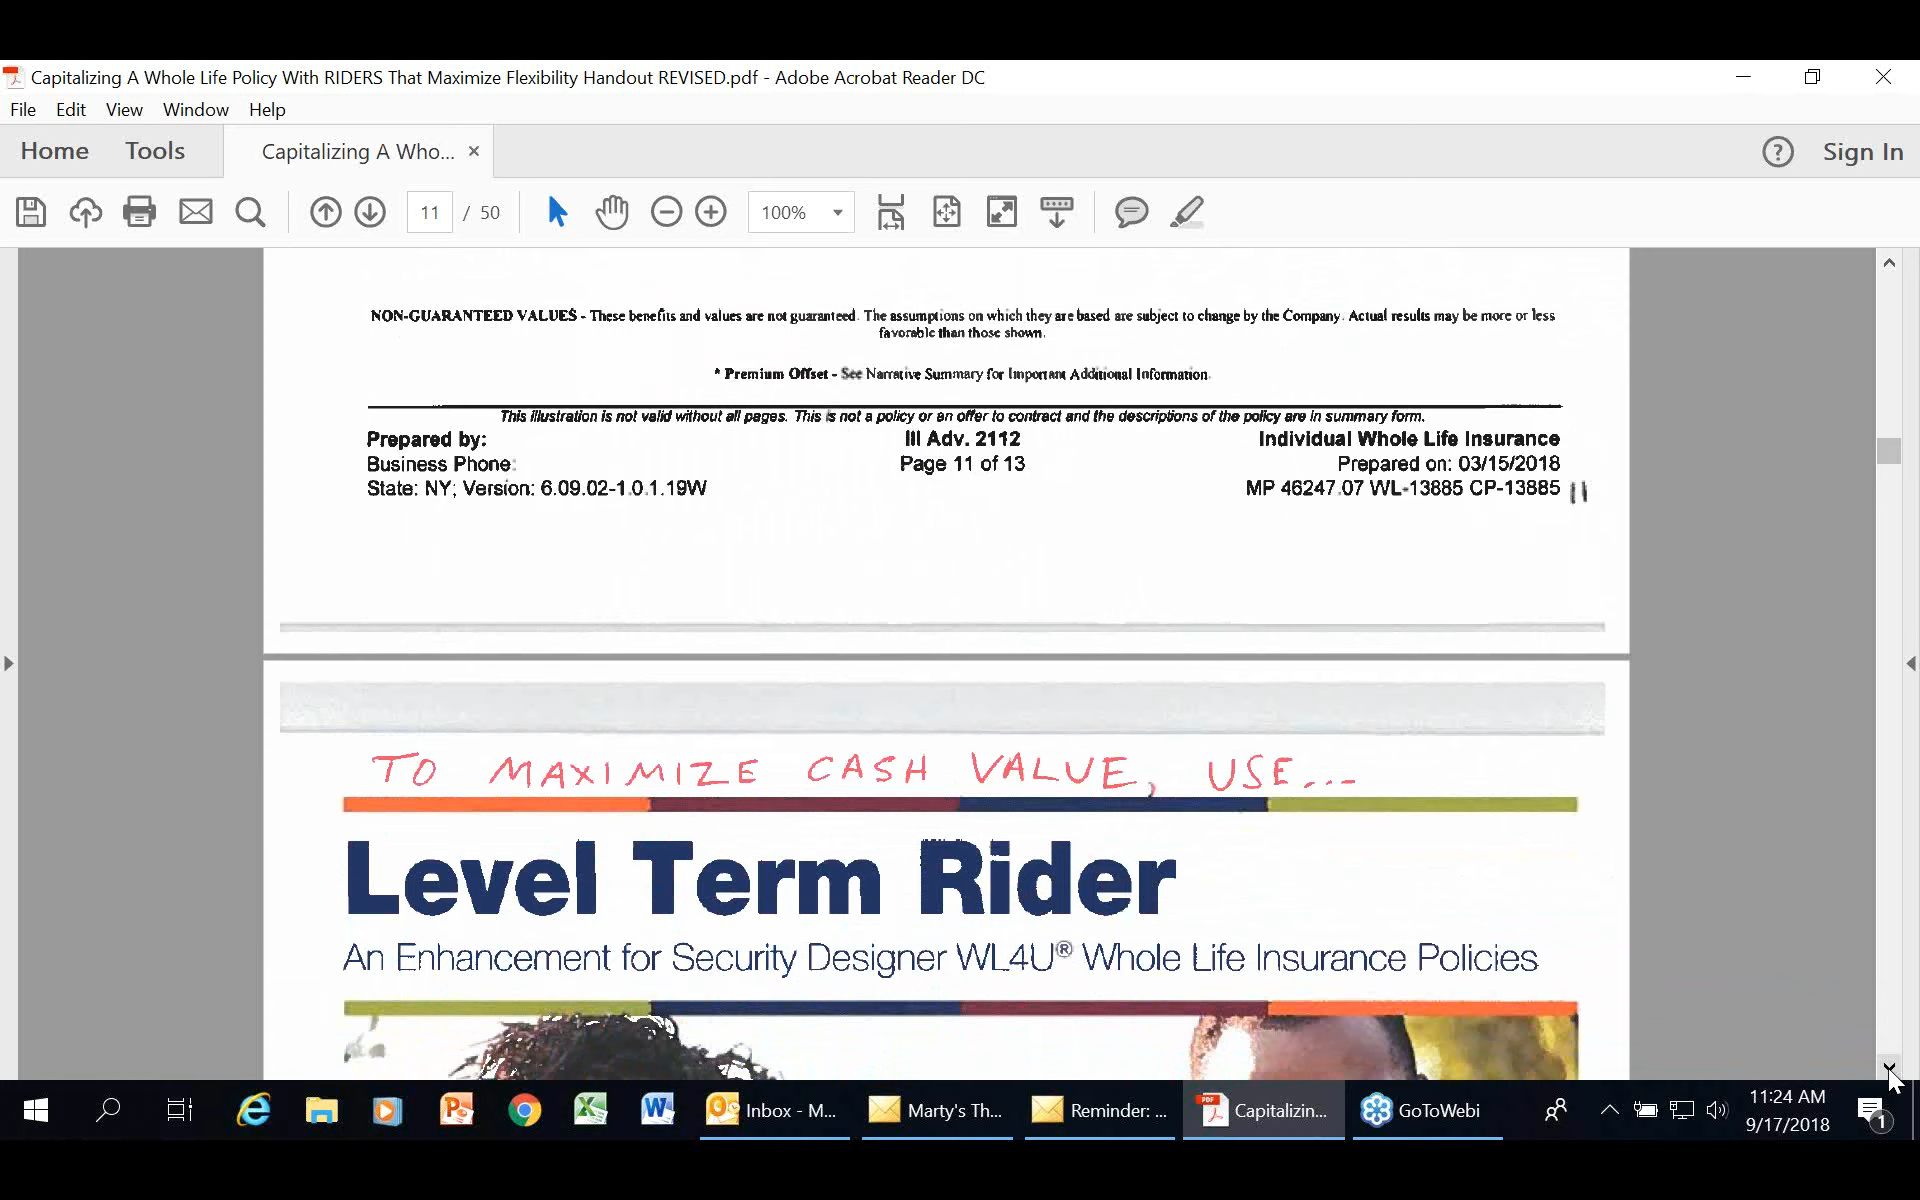 Capitalizing A Whole Life Policy With RIDERS That Maximize Flexibility Handout REVISED.pdf - Adobe Acrobat Reader DC
File Edit View Window Help
Home Tools Capitalizing A Who... × ? Sign In
11 / 50 100%
NON-GUARANTEED VALUES - These benefits and values are not guaranteed. The assumptions on which they are based are subject to change by the Company. Actual results may be more or less
favorable than those shown.
* Premium Offset - See Narrative Summary for Important Additional Information.
This illustration is not valid without all pages. This is not a policy or an offer to contract and the descriptions of the policy are in summary form.
Prepared by: Ill Adv. 2112 Individual Whole Life Insurance
Business Phone: Page 11 of 13 Prepared on: 03/15/2018
State: NY; Version: 6.09.02-1.0.1.19W MP 46247.07 WL-13885 CP-13885 11
TO MAXIMIZE CASH VALUE, USE...
Level Term Rider
An Enhancement for Security Designer WL4U® Whole Life Insurance Policies
Inbox - M... Marty's Th... Reminder: ... Capitalizin... GoToWebi
11:24 AM
9/17/2018
1